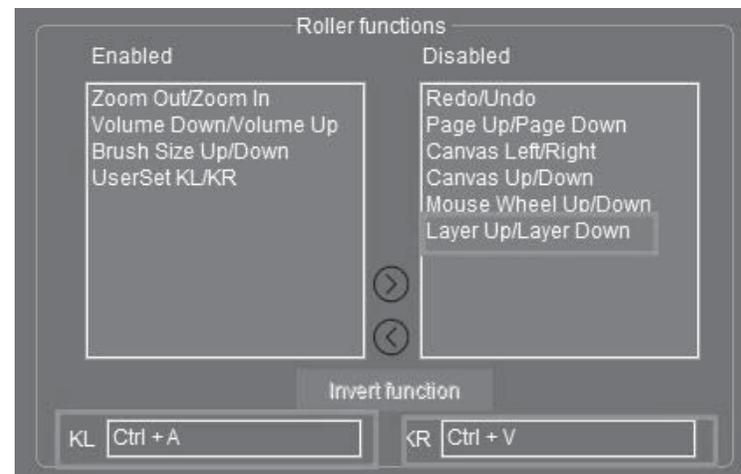 Roller functions
Enabled
Disabled
Zoom Out/Zoom In
Volume Down/Volume Up
Brush Size Up/Down
UserSet KL/KR
Redo/Undo
Page Up/Page Down
Canvas Left/Right
Canvas Up/Down
Mouse Wheel Up/Down
Layer Up/Layer Down
Invert function
KL Ctrl + A
KR Ctrl + V